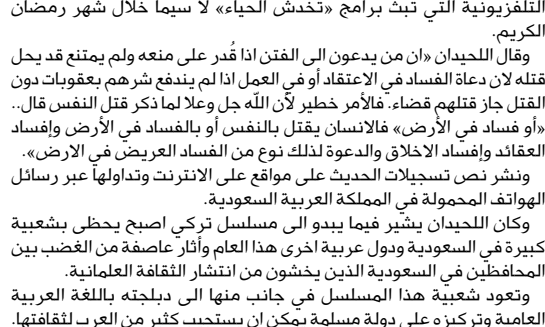 التلفزيونية التي تبث برامج «تخدش الحياء» لا سيما خلال شهر رمضان
الكريم.
وقال اللحيدان «ان من يدعون الى الفتن اذا قُدر على منعه ولم يمتنع قد يحل
قتله لان دعاة الفساد في الاعتقاد أو في العمل اذا لم يندفع شرهم بعقوبات دون
القتل جاز قتلهم قضاء. فالأمر خطير لأن الله جل وعلا لما ذكر قتل النفس قال..
«أو فساد في الأرض» فالانسان يقتل بالنفس أو بالفساد في الأرض وإفساد
العقائد وإفساد الاخلاق والدعوة لذلك نوع من الفساد العريض في الارض».
ونشر نص تسجيلات الحديث على مواقع على الانترنت وتداولها عبر رسائل
الهواتف المحمولة في المملكة العربية السعودية.
وكان اللحيدان يشير فيما يبدو الى مسلسل تركي اصبح يحظى بشعبية
كبيرة في السعودية ودول عربية اخرى هذا العام وأثار عاصفة من الغضب بين
المحافظين في السعودية الذين يخشون من انتشار الثقافة العلمانية.
وتعود شعبية هذا المسلسل في جانب منها الى دبلجته باللغة العربية
العامية وتركيزه على دولة مسلمة يمكن ان يستجيب كثير من العرب لثقافتها.